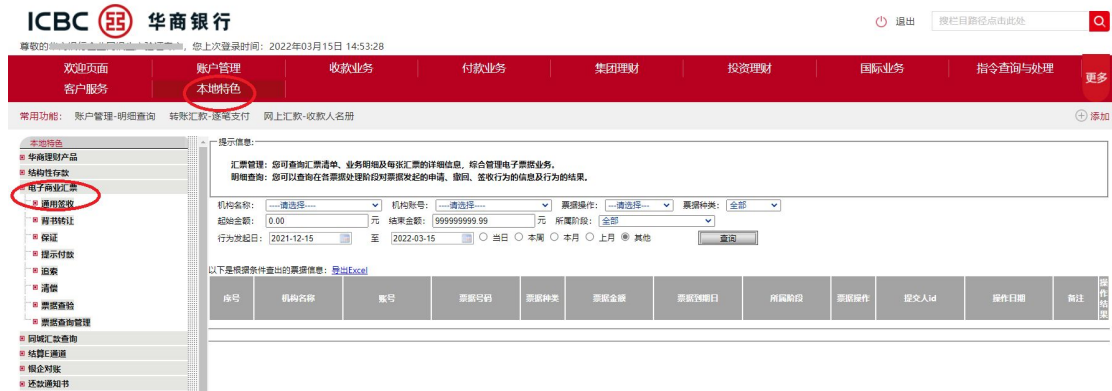 ICBC 华商银行
退出 搜栏目路径点击此处
尊敬的 ，您上次登录时间：2022年03月15日 14:53:28
欢迎页面 账户管理 收款业务 付款业务 集团理财 投资理财 国际业务 指令查询与处理 更多
客户服务 本地特色
常用功能： 账户管理-明细查询 转账汇款-逐笔支付 网上汇款-收款人名册 添加
本地特色
华商理财产品
结构性存款
电子商业汇票
通用签收
背书转让
保证
提示付款
追索
清偿
票据查验
票据查询管理
同城汇款查询
结算E通道
银企对账
还款通知书
提示信息:
汇票管理：您可查询汇票清单、业务明细及每张汇票的详细信息，综合管理电子票据业务。
明细查询：您可以查询在各票据处理阶段对票据发起的申请、撤回、签收行为的信息及行为的结果。
机构名称： ----请选择---- 机构账号： ----请选择---- 票据操作： ---请选择--- 票据种类： 全部
起始金额： 0.00 元 结束金额： 999999999.99 元 所属阶段： 全部
行为发起日： 2021-12-15 至 2022-03-15 当日 本周 本月 上月 其他 查询
以下是根据条件查出的票据信息：导出Excel
序号 机构名称 账号 票据号码 票据种类 票据金额 票据到期日 所属阶段 票据操作 提交人id 操作日期 备注 操作结果